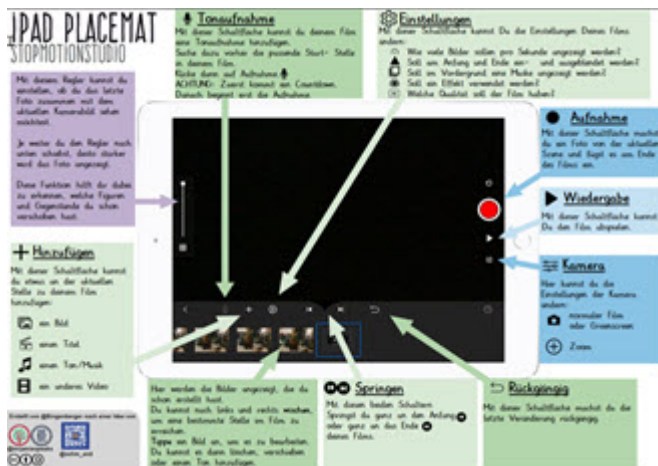 IPAD PLACEMAT
STOPMOTIONSTUDIO
Mit diesem Regler kannst du
einstellen, ob du das letzte
Foto zusammen mit dem
aktuellen Kamerabild sehen
möchtest.
Je weiter du den Regler nach
unten schiebst, desto stärker
wird das Foto angezeigt.
Diese Funktion hilft dir dabei
zu erkennen, welche Figuren
und Gegenstände du schon
verschoben hast.
Hinzufügen
Mit dieser Schaltfläche kannst
du etwas an der aktuellen
Stelle zu deinem Film
hinzufügen:
ein Bild
einen Titel
einen Ton/Musik
ein anderes Video
Tonaufnahme
Mit dieser Schaltfläche kannst du deinem Film
eine Tonaufnahme hinzufügen.
Suche dazu vorher die passende Start- Stelle
in deinem Film.
Klicke dann auf Aufnahme
ACHTUNG: Zuerst kommt ein Countdown.
Danach beginnt erst die Aufnahme.
Einstellungen
Mit dieser Schaltfläche kannst Du die Einstellungen Deines Films
ändern:
Wie viele Bilder sollen pro Sekunde angezeigt werden?
Soll am Anfang und Ende ein- und ausgeblendet werden?
Soll im Vordergrund eine Maske angezeigt werden?
Soll ein Effekt verwendet werden?
Welche Qualität soll der Film haben?
Aufnahme
Mit dieser Schaltfläche machst
du ein Foto von der aktuellen
Szene und fügst es am Ende
des Films ein.
Wiedergabe
Mit dieser Schaltfläche kannst
Du den Film abspielen.
Kamera
Hier kannst du die
Einstellungen der Kamera
ändern:
normaler Film
oder Greenscreen
Zoom
Hier werden die Bilder angezeigt, die du
schon erstellt hast.
Du kannst nach links und rechts wischen,
um eine bestimmte Stelle im Film zu
erreichen.
Tippe ein Bild an, um es zu bearbeiten.
Du kannst es dann löschen, verschieben
oder einen Ton hinzufügen.
Springen
Mit diesen beiden Schaltern
Springst du ganz an den Anfang
oder ganz an das Ende
deines Films.
Rückgängig
Mit dieser Schaltfläche machst du die
letzte Veränderung rückgängig.